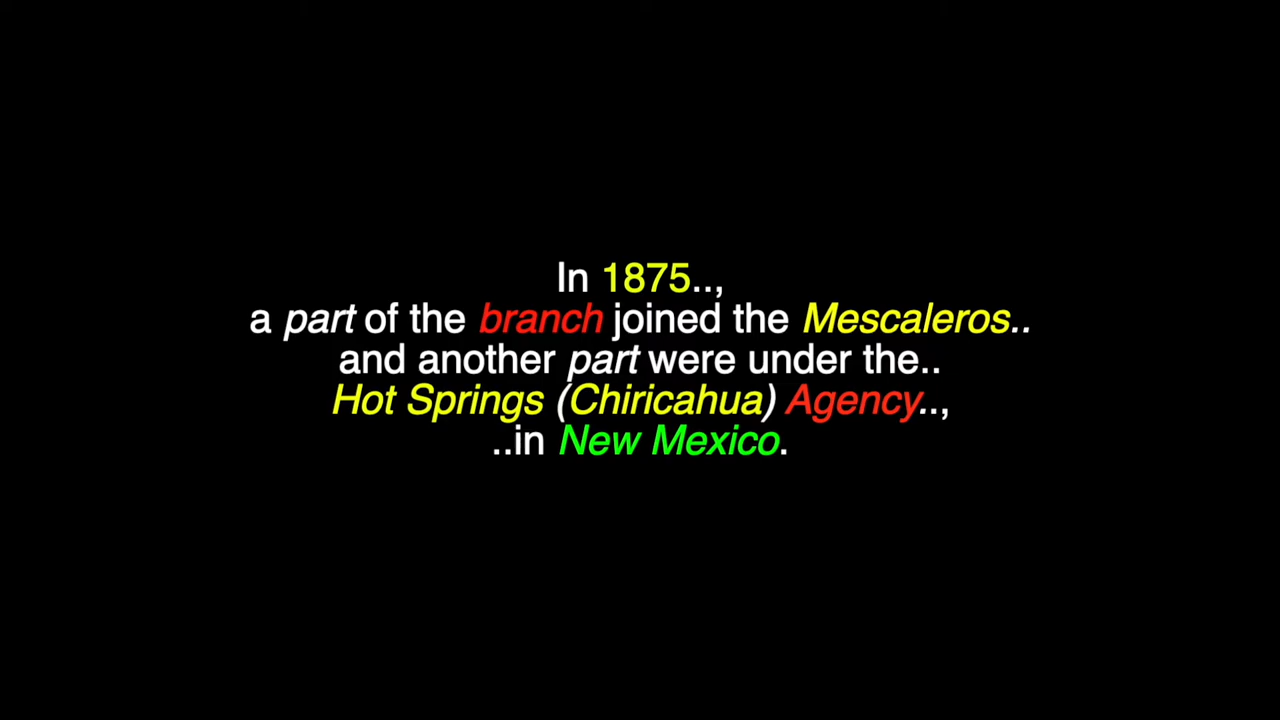 In 1875..,
a part of the branch joined the Mescaleros..
and another part were under the..
Hot Springs (Chiricahua) Agency..,
..in New Mexico.